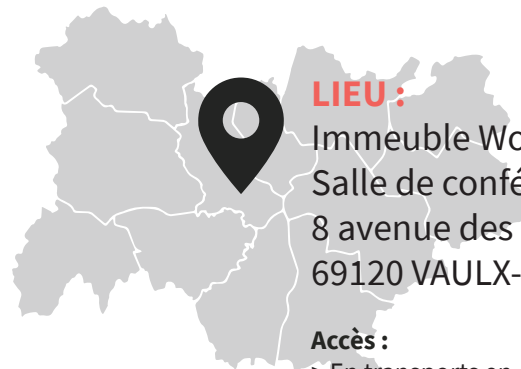 LIEU :
Immeuble Wo
Salle de confé
8 avenue des
69120 VAULX-
Accès :